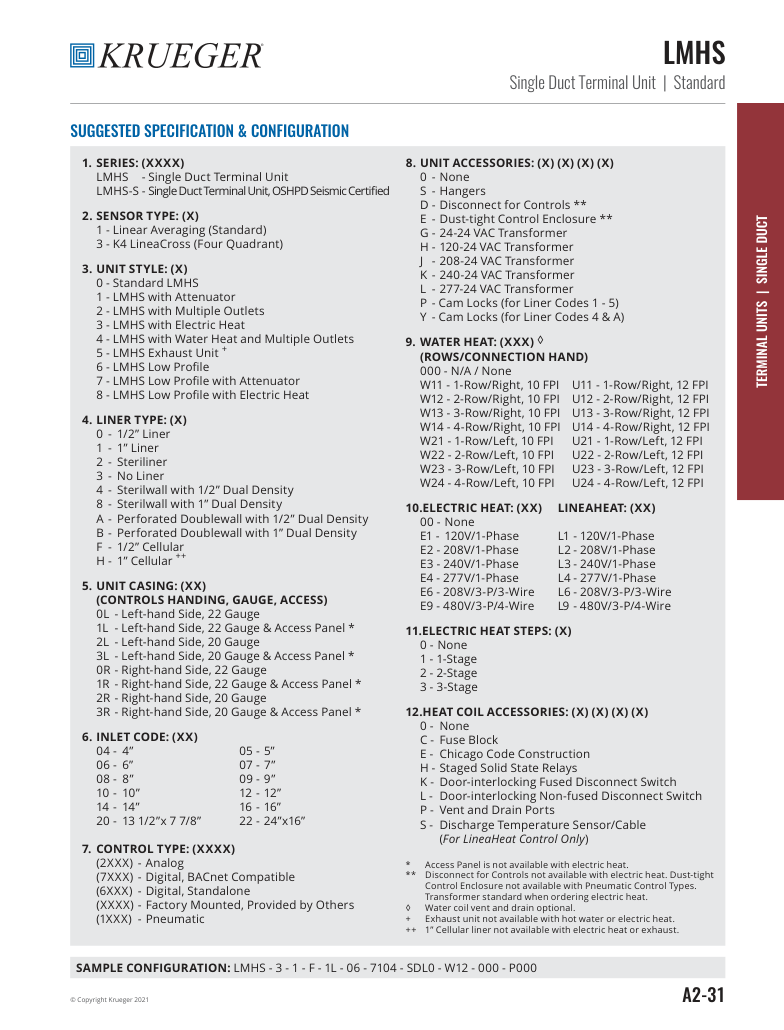 KRUEGER
LMHS
Single Duct Terminal Unit | Standard
SUGGESTED SPECIFICATION & CONFIGURATION
1. SERIES: (XXXX)
LMHS - Single Duct Terminal Unit
LMHS-S - Single Duct Terminal Unit, OSHPD Seismic Certified
2. SENSOR TYPE: (X)
1 - Linear Averaging (Standard)
3 - K4 LineaCross (Four Quadrant)
3. UNIT STYLE: (X)
0 - Standard LMHS
1 - LMHS with Attenuator
2 - LMHS with Multiple Outlets
3 - LMHS with Electric Heat
4 - LMHS with Water Heat and Multiple Outlets
5 - LMHS Exhaust Unit +
6 - LMHS Low Profile
7 - LMHS Low Profile with Attenuator
8 - LMHS Low Profile with Electric Heat
4. LINER TYPE: (X)
0 - 1/2” Liner
1 - 1” Liner
2 - Steriliner
3 - No Liner
4 - Sterilwall with 1/2” Dual Density
8 - Sterilwall with 1” Dual Density
A - Perforated Doublewall with 1/2” Dual Density
B - Perforated Doublewall with 1” Dual Density
F - 1/2” Cellular
H - 1” Cellular ++
5. UNIT CASING: (XX)
(CONTROLS HANDING, GAUGE, ACCESS)
0L - Left-hand Side, 22 Gauge
1L - Left-hand Side, 22 Gauge & Access Panel *
2L - Left-hand Side, 20 Gauge
3L - Left-hand Side, 20 Gauge & Access Panel *
0R - Right-hand Side, 22 Gauge
1R - Right-hand Side, 22 Gauge & Access Panel *
2R - Right-hand Side, 20 Gauge
3R - Right-hand Side, 20 Gauge & Access Panel *
6. INLET CODE: (XX)
04 - 4” 05 - 5”
06 - 6” 07 - 7”
08 - 8” 09 - 9”
10 - 10” 12 - 12”
14 - 14” 16 - 16”
20 - 13 1/2”x 7 7/8” 22 - 24”x16”
7. CONTROL TYPE: (XXXX)
(2XXX) - Analog
(7XXX) - Digital, BACnet Compatible
(6XXX) - Digital, Standalone
(XXXX) - Factory Mounted, Provided by Others
(1XXX) - Pneumatic
8. UNIT ACCESSORIES: (X) (X) (X) (X)
0 - None
S - Hangers
D - Disconnect for Controls **
E - Dust-tight Control Enclosure **
G - 24-24 VAC Transformer
H - 120-24 VAC Transformer
J - 208-24 VAC Transformer
K - 240-24 VAC Transformer
L - 277-24 VAC Transformer
P - Cam Locks (for Liner Codes 1 - 5)
Y - Cam Locks (for Liner Codes 4 & A)
9. WATER HEAT: (XXX) ◊
(ROWS/CONNECTION HAND)
000 - N/A / None
W11 - 1-Row/Right, 10 FPI U11 - 1-Row/Right, 12 FPI
W12 - 2-Row/Right, 10 FPI U12 - 2-Row/Right, 12 FPI
W13 - 3-Row/Right, 10 FPI U13 - 3-Row/Right, 12 FPI
W14 - 4-Row/Right, 10 FPI U14 - 4-Row/Right, 12 FPI
W21 - 1-Row/Left, 10 FPI U21 - 1-Row/Left, 12 FPI
W22 - 2-Row/Left, 10 FPI U22 - 2-Row/Left, 12 FPI
W23 - 3-Row/Left, 10 FPI U23 - 3-Row/Left, 12 FPI
W24 - 4-Row/Left, 10 FPI U24 - 4-Row/Left, 12 FPI
10.ELECTRIC HEAT: (XX) LINEAHEAT: (XX)
00 - None
E1 - 120V/1-Phase L1 - 120V/1-Phase
E2 - 208V/1-Phase L2 - 208V/1-Phase
E3 - 240V/1-Phase L3 - 240V/1-Phase
E4 - 277V/1-Phase L4 - 277V/1-Phase
E6 - 208V/3-P/3-Wire L6 - 208V/3-P/3-Wire
E9 - 480V/3-P/4-Wire L9 - 480V/3-P/4-Wire
11.ELECTRIC HEAT STEPS: (X)
0 - None
1 - 1-Stage
2 - 2-Stage
3 - 3-Stage
12.HEAT COIL ACCESSORIES: (X) (X) (X) (X)
0 - None
C - Fuse Block
E - Chicago Code Construction
H - Staged Solid State Relays
K - Door-interlocking Fused Disconnect Switch
L - Door-interlocking Non-fused Disconnect Switch
P - Vent and Drain Ports
S - Discharge Temperature Sensor/Cable
(For LineaHeat Control Only)
* Access Panel is not available with electric heat.
** Disconnect for Controls not available with electric heat. Dust-tight
Control Enclosure not available with Pneumatic Control Types.
Transformer standard when ordering electric heat.
◊ Water coil vent and drain optional.
+ Exhaust unit not available with hot water or electric heat.
++ 1” Cellular liner not available with electric heat or exhaust.
TERMINAL UNITS | SINGLE DUCT
SAMPLE CONFIGURATION: LMHS - 3 - 1 - F - 1L - 06 - 7104 - SDL0 - W12 - 000 - P000
© Copyright Krueger 2021
A2-31